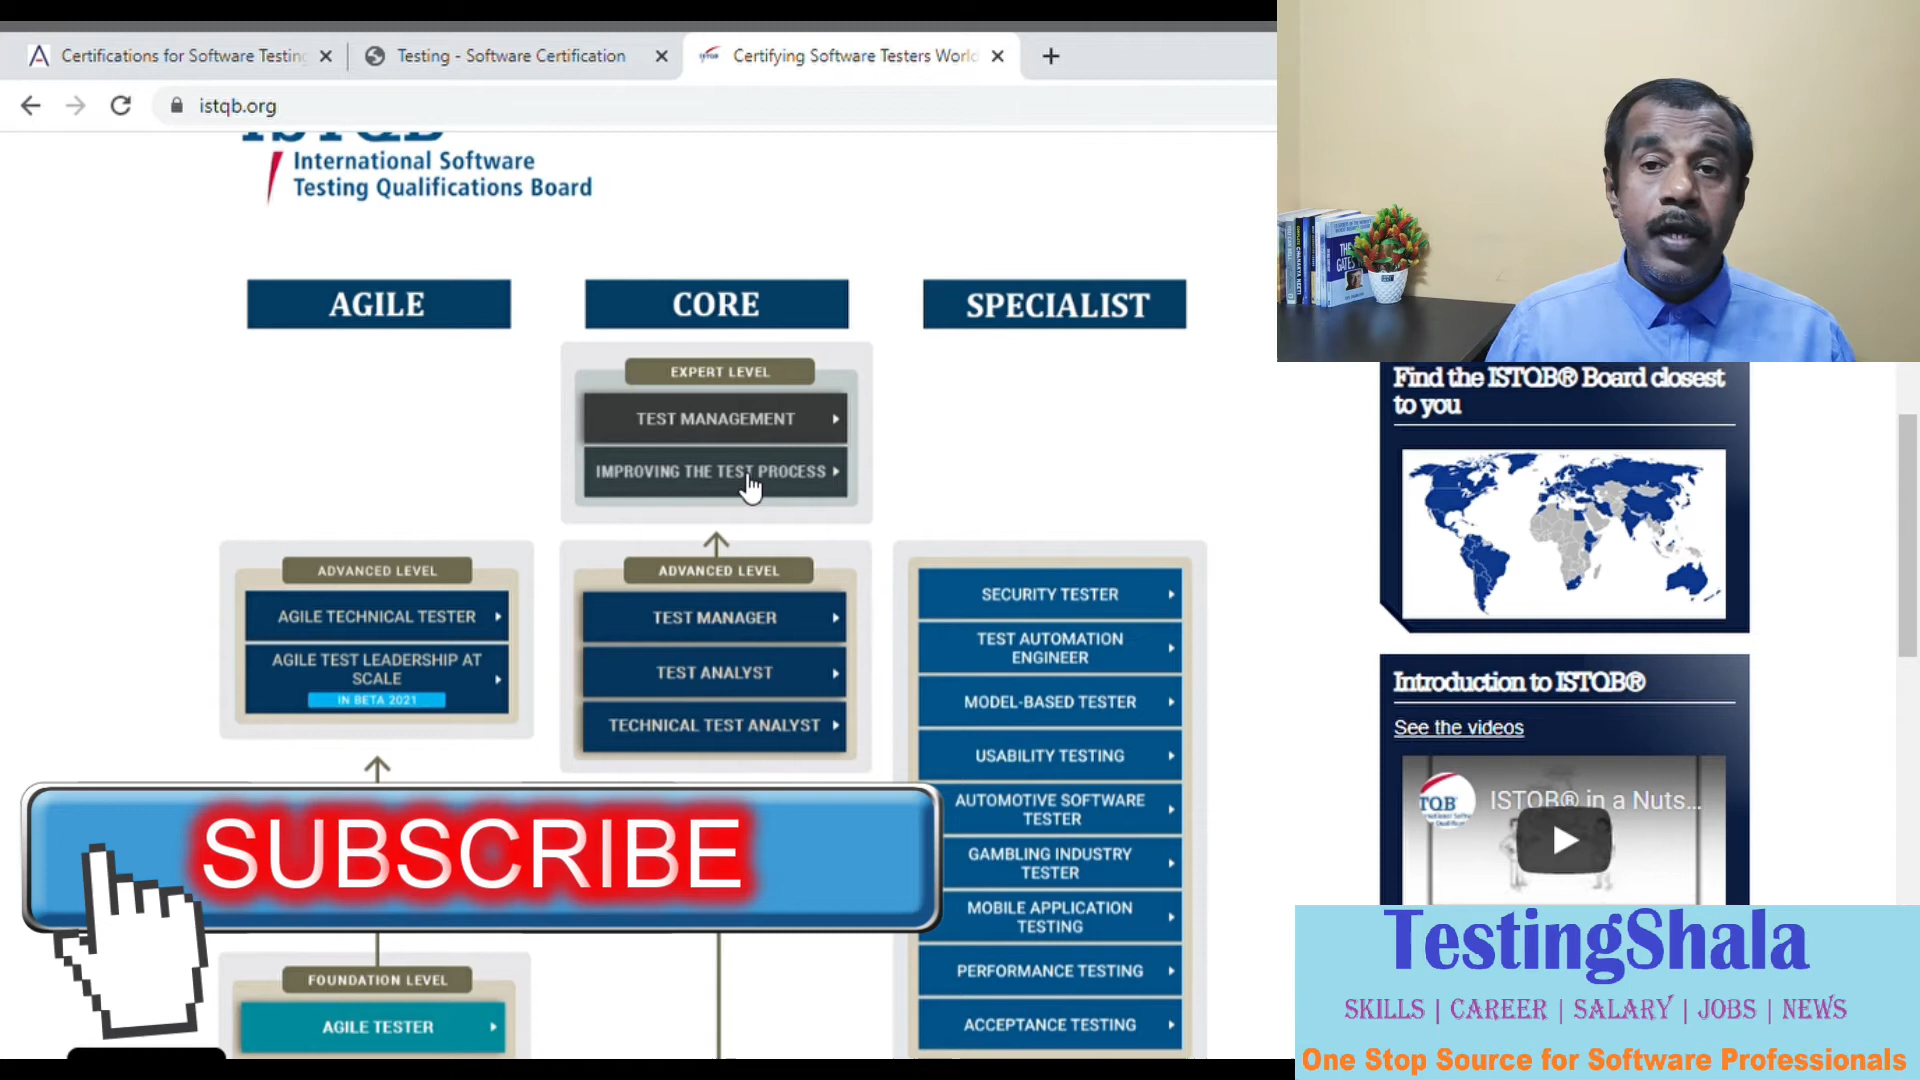 Certifications for Software Testing
Testing - Software Certification
Certifying Software Testers World
istqb.org
ISTQB
International Software
Testing Qualifications Board
AGILE
CORE
SPECIALIST
EXPERT LEVEL
TEST MANAGEMENT
IMPROVING THE TEST PROCESS
ADVANCED LEVEL
AGILE TECHNICAL TESTER
AGILE TEST LEADERSHIP AT
SCALE
IN BETA 2021
ADVANCED LEVEL
TEST MANAGER
TEST ANALYST
TECHNICAL TEST ANALYST
SECURITY TESTER
TEST AUTOMATION
ENGINEER
MODEL-BASED TESTER
USABILITY TESTING
AUTOMOTIVE SOFTWARE
TESTER
GAMBLING INDUSTRY
TESTER
MOBILE APPLICATION
TESTING
PERFORMANCE TESTING
ACCEPTANCE TESTING
SUBSCRIBE
FOUNDATION LEVEL
AGILE TESTER
THE
GATES
Find the ISTQB® Board closest
to you
Introduction to ISTQB®
See the videos
TQB
ISTQB® in a Nuts...
TestingShala
SKILLS | CAREER | SALARY | JOBS | NEWS
One Stop Source for Software Professionals